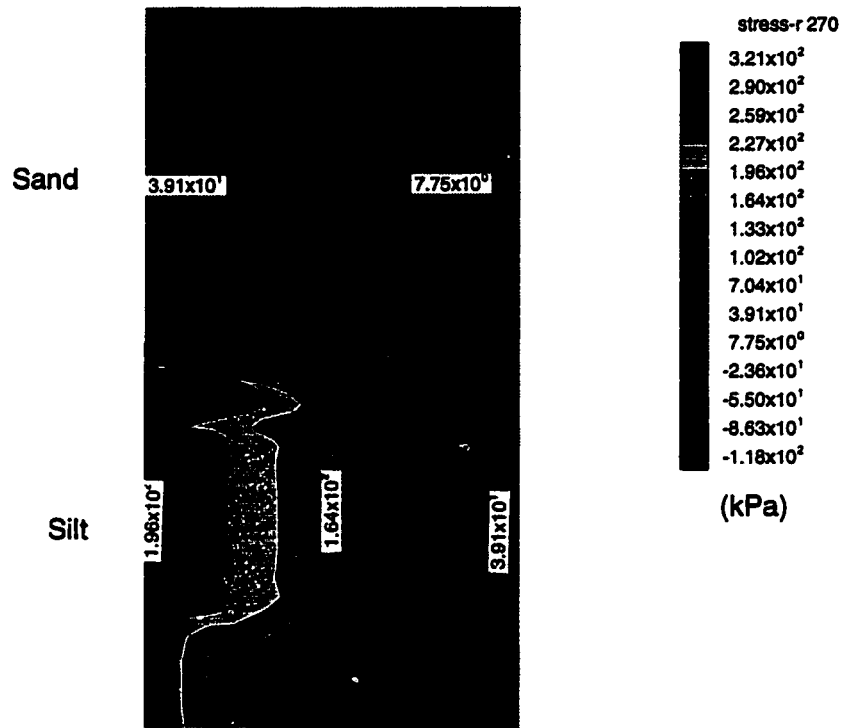 stress-r 270
3.21x10²
2.90x10²
2.59x10²
2.27x10²
1.96x10²
1.64x10²
1.33x10²
1.02x10²
7.04x10¹
3.91x10¹
7.75x10⁰
-2.36x10¹
-5.50x10¹
-8.63x10¹
-1.18x10²
(kPa)
Sand
3.91x10¹
7.75x10⁰
Silt
1.96x10²
1.64x10²
3.91x10¹